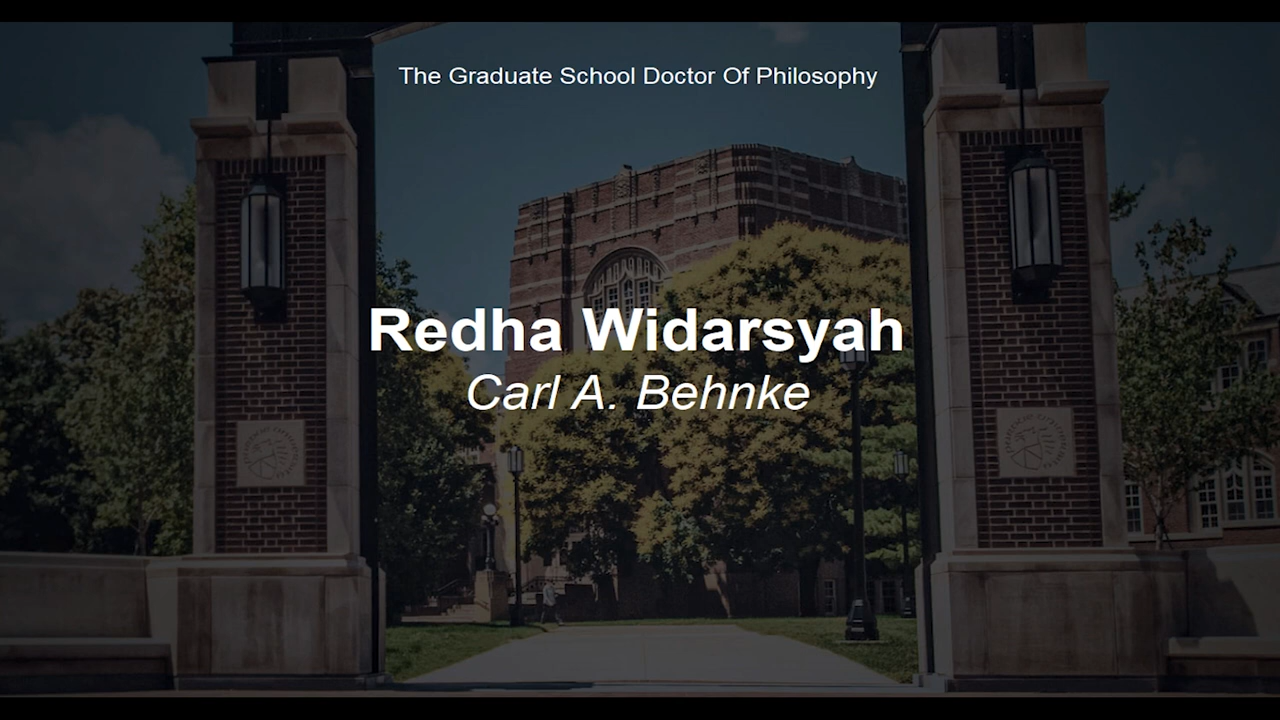 The Graduate School Doctor Of Philosophy
Redha Widarsyah
Carl A. Behnke